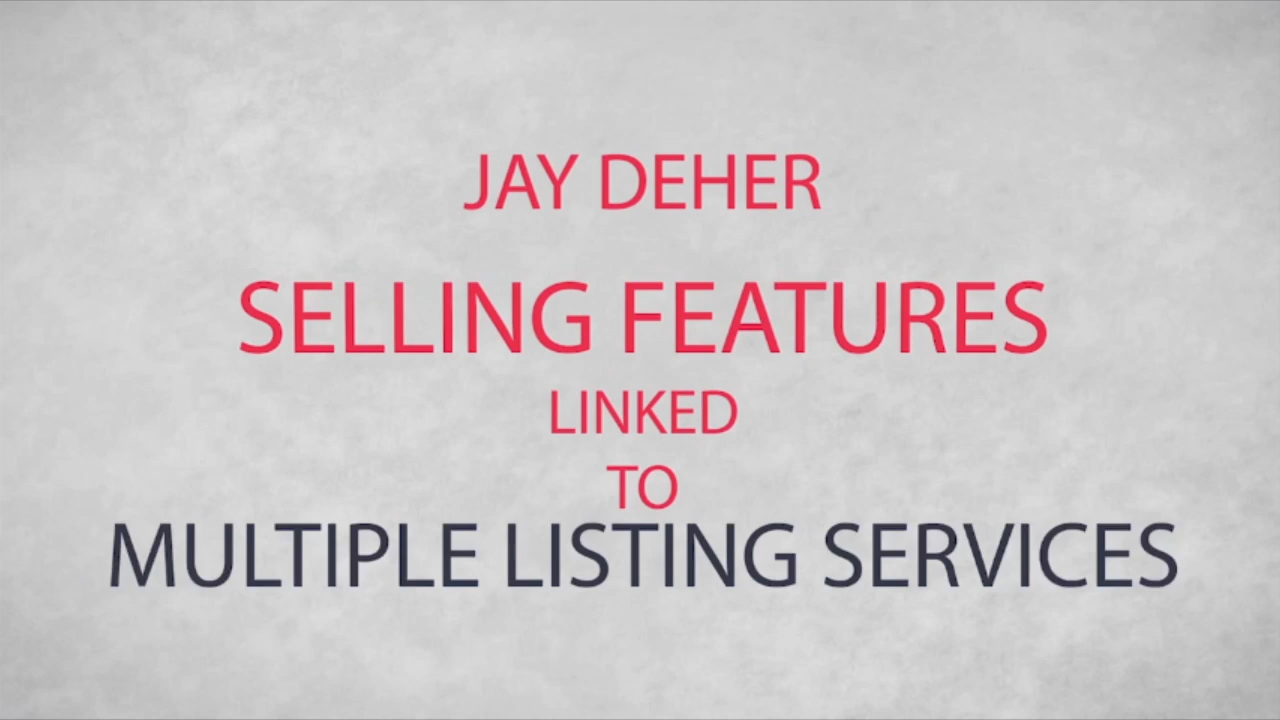 JAY DEHER
SELLING FEATURES
LINKED
TO
MULTIPLE LISTING SERVICES